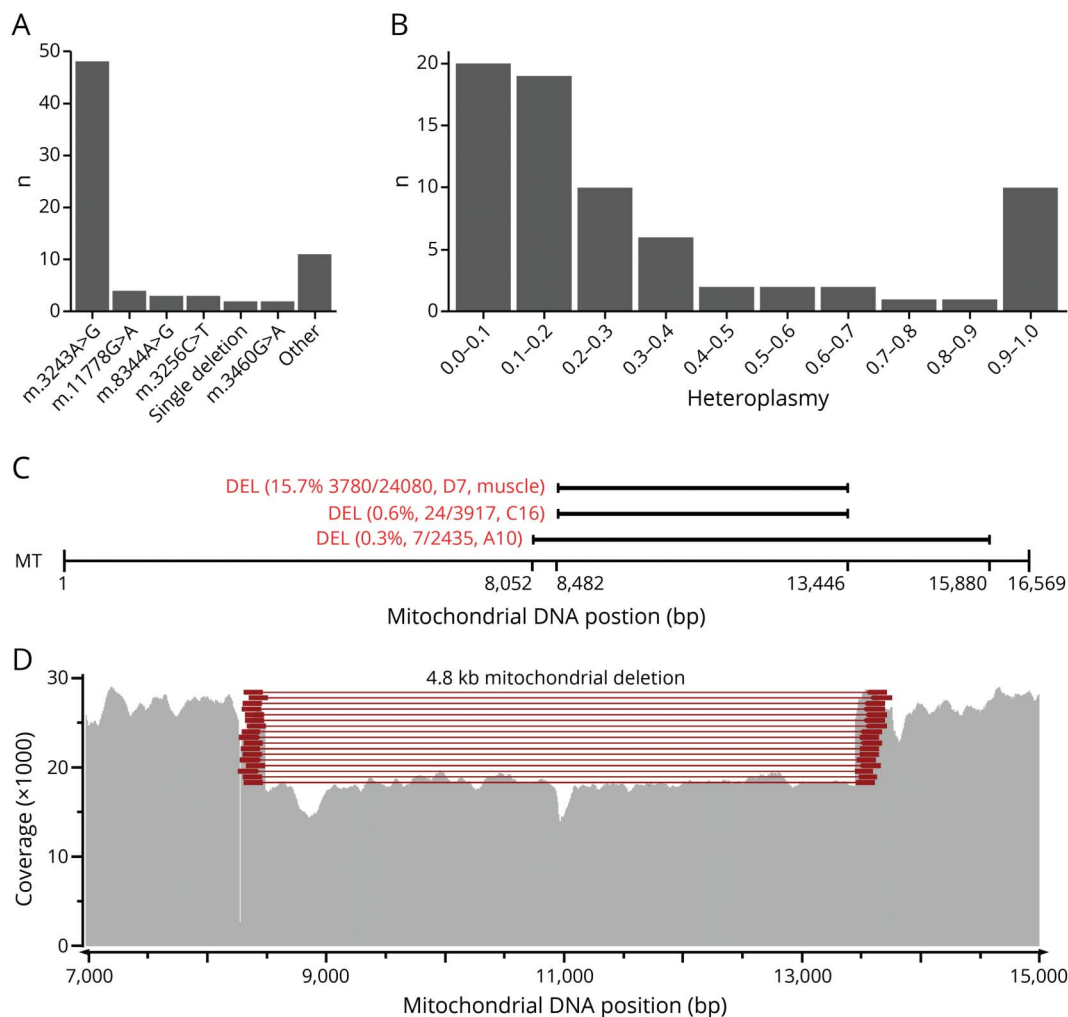 A
50
40
30
20
10
0
n
m.3243A>G
m.11778G>A
m.8344A>G
m.3256C>T
Single deletion
m.3460G>A
Other
B
20
15
10
5
0
n
0.0–0.1
0.1–0.2
0.2–0.3
0.3–0.4
0.4–0.5
0.5–0.6
0.6–0.7
0.7–0.8
0.8–0.9
0.9–1.0
Heteroplasmy
C
DEL (15.7% 3780/24080, D7, muscle)
DEL (0.6%, 24/3917, C16)
DEL (0.3%, 7/2435, A10)
MT
1 8,052 8,482 13,446 15,880 16,569
Mitochondrial DNA postion (bp)
D
4.8 kb mitochondrial deletion
30
20
10
0
Coverage (×1000)
7,000 9,000 11,000 13,000 15,000
Mitochondrial DNA position (bp)